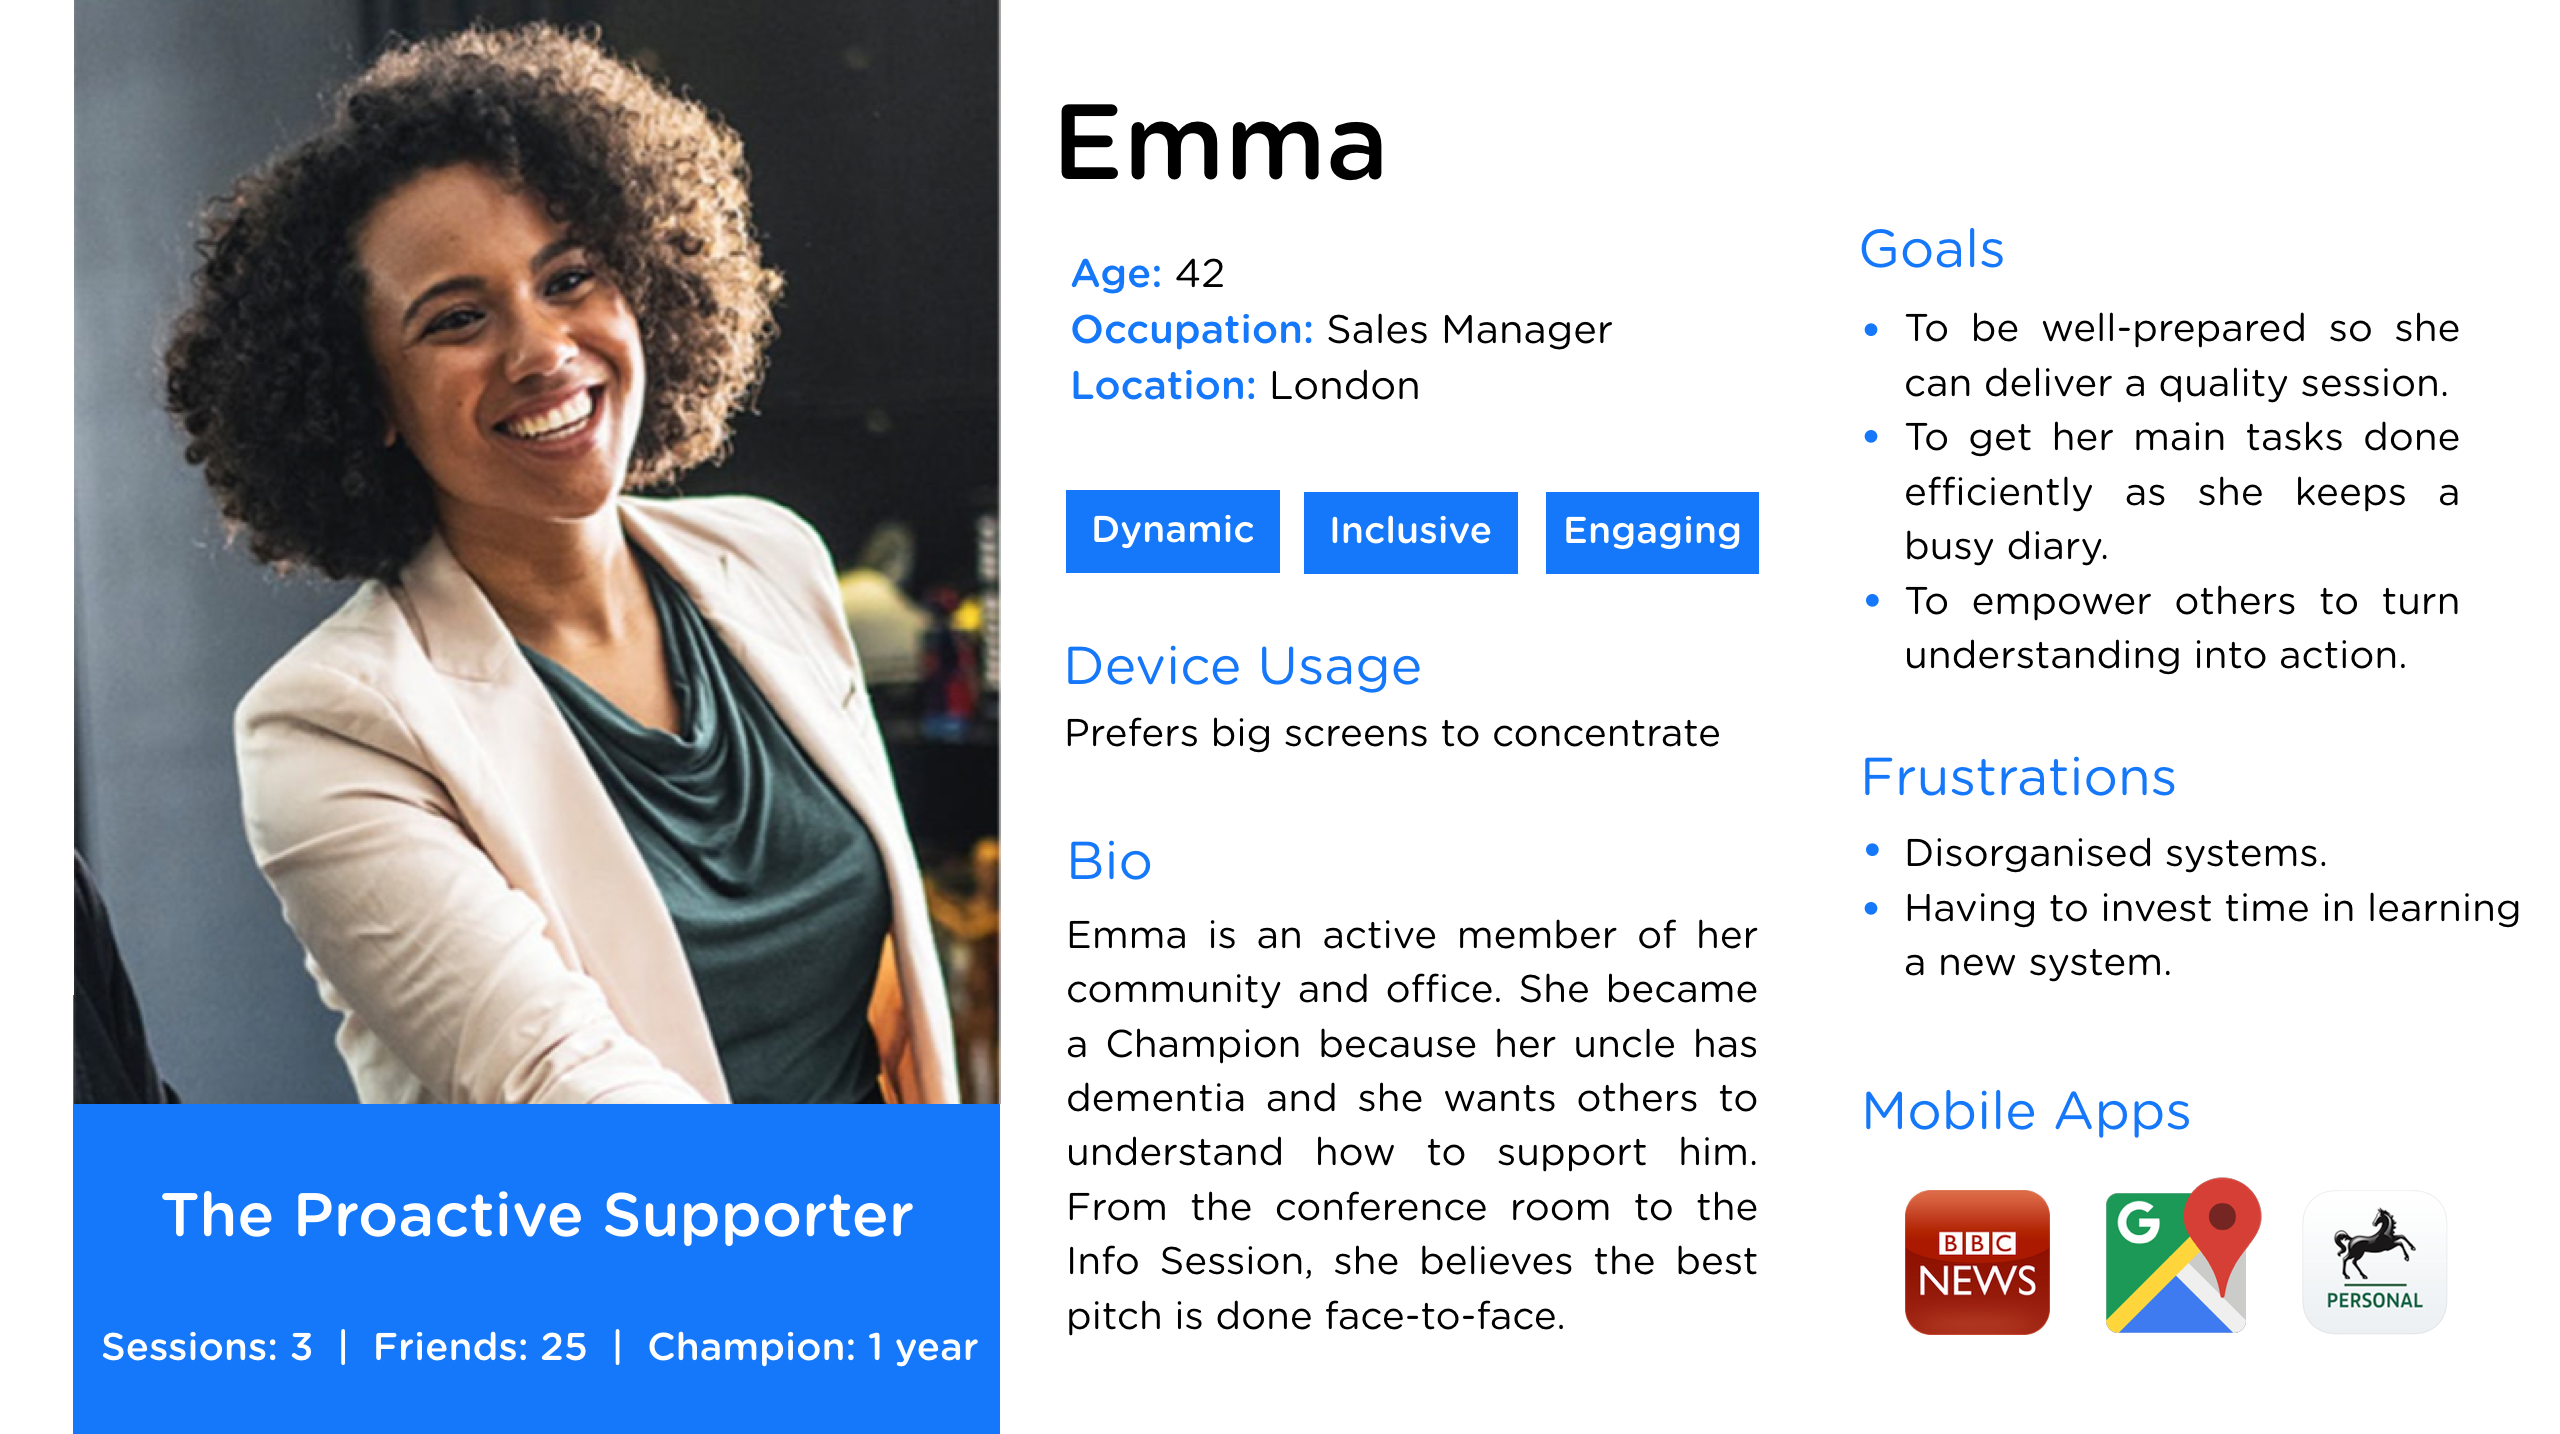 Emma
Age: 42
Occupation: Sales Manager
Location: London
Dynamic
Inclusive
Engaging
Device Usage
Prefers big screens to concentrate
Bio
Emma is an active member of her
community and office. She became
a Champion because her uncle has
dementia and she wants others to
understand how to support him.
From the conference room to the
Info Session, she believes the best
pitch is done face-to-face.
Goals
To be well-prepared so she
can deliver a quality session.
To get her main tasks done
efficiently as she keeps a
busy diary.
To empower others to turn
understanding into action.
Frustrations
Disorganised systems.
Having to invest time in learning
a new system.
Mobile Apps
BBC
NEWS
G
PERSONAL
The Proactive Supporter
Sessions: 3 | Friends: 25 | Champion: 1 year